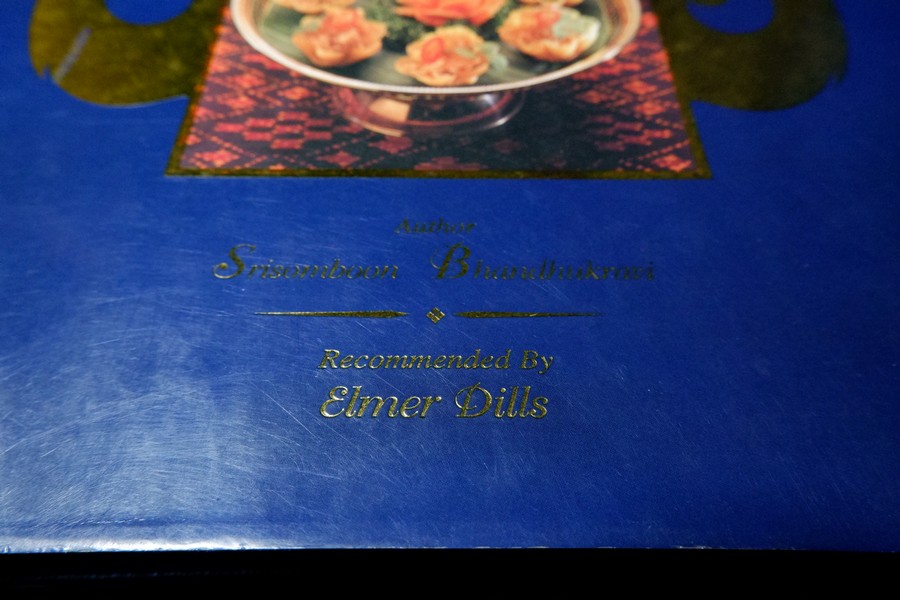 Author
Srisomboon Bhandhukravi
Recommended By
Elmer Dills